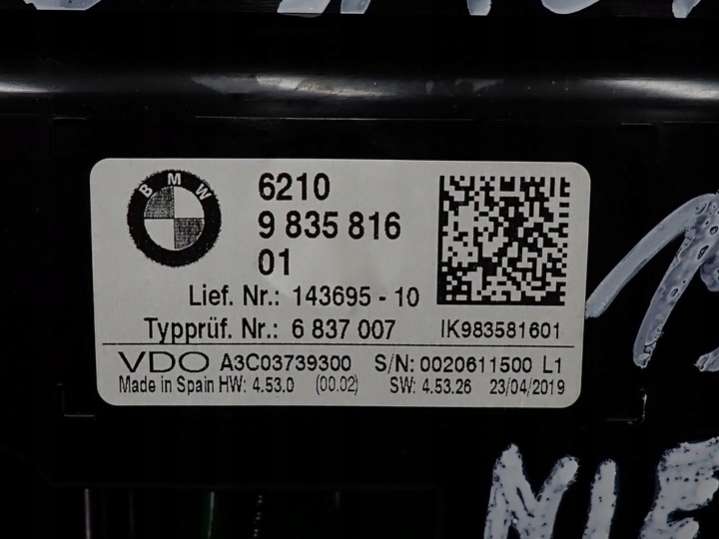 BMW
6210
9 835 816
01
Lief. Nr.: 143695 - 10
Typprüf. Nr.: 6 837 007
IK983581601
VDO A3C03739300 S/N: 0020611500 L1
Made in Spain HW: 4.53.0 (00.02) SW: 4.53.26 23/04/2019
NIE